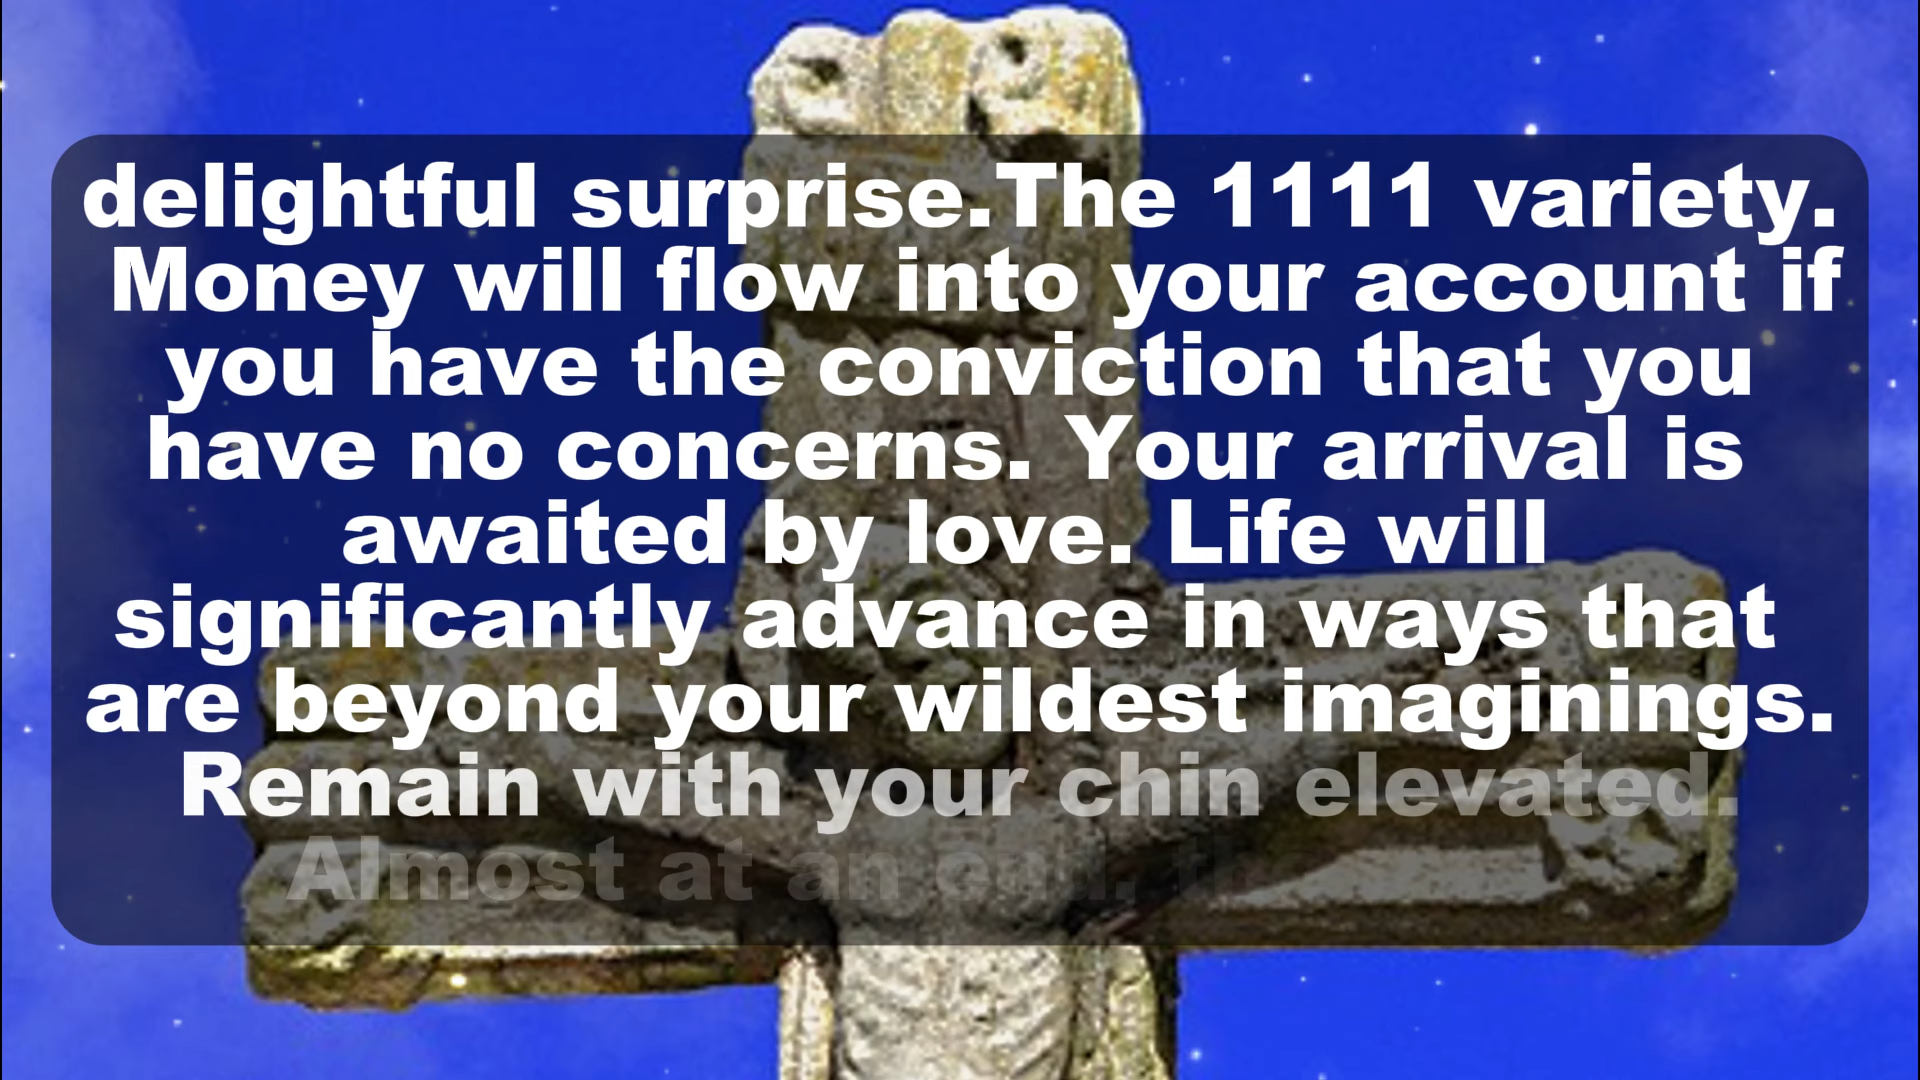 delightful surprise.The 1111 variety.
Money will flow into your account if
you have the conviction that you
have no concerns. Your arrival is
awaited by love. Life will
significantly advance in ways that
are beyond your wildest imaginings.
Remain with your chin elevated.
Almost at an end.